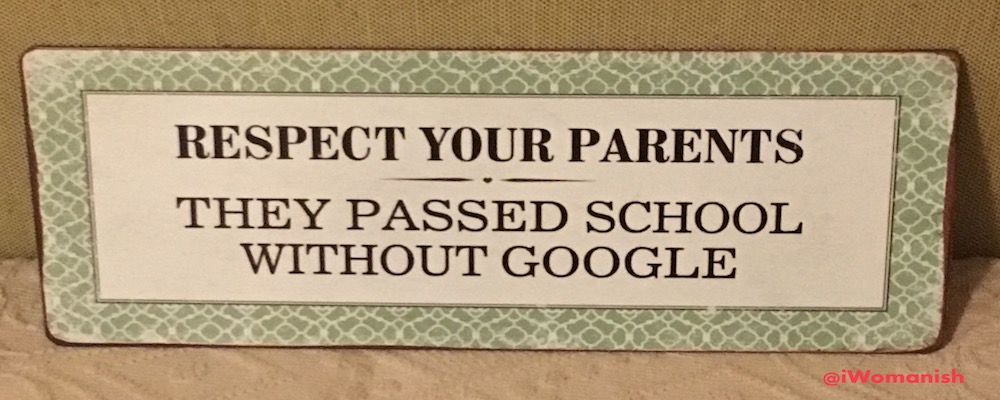 RESPECT YOUR PARENTS
THEY PASSED SCHOOL
WITHOUT GOOGLE
@iWomanish